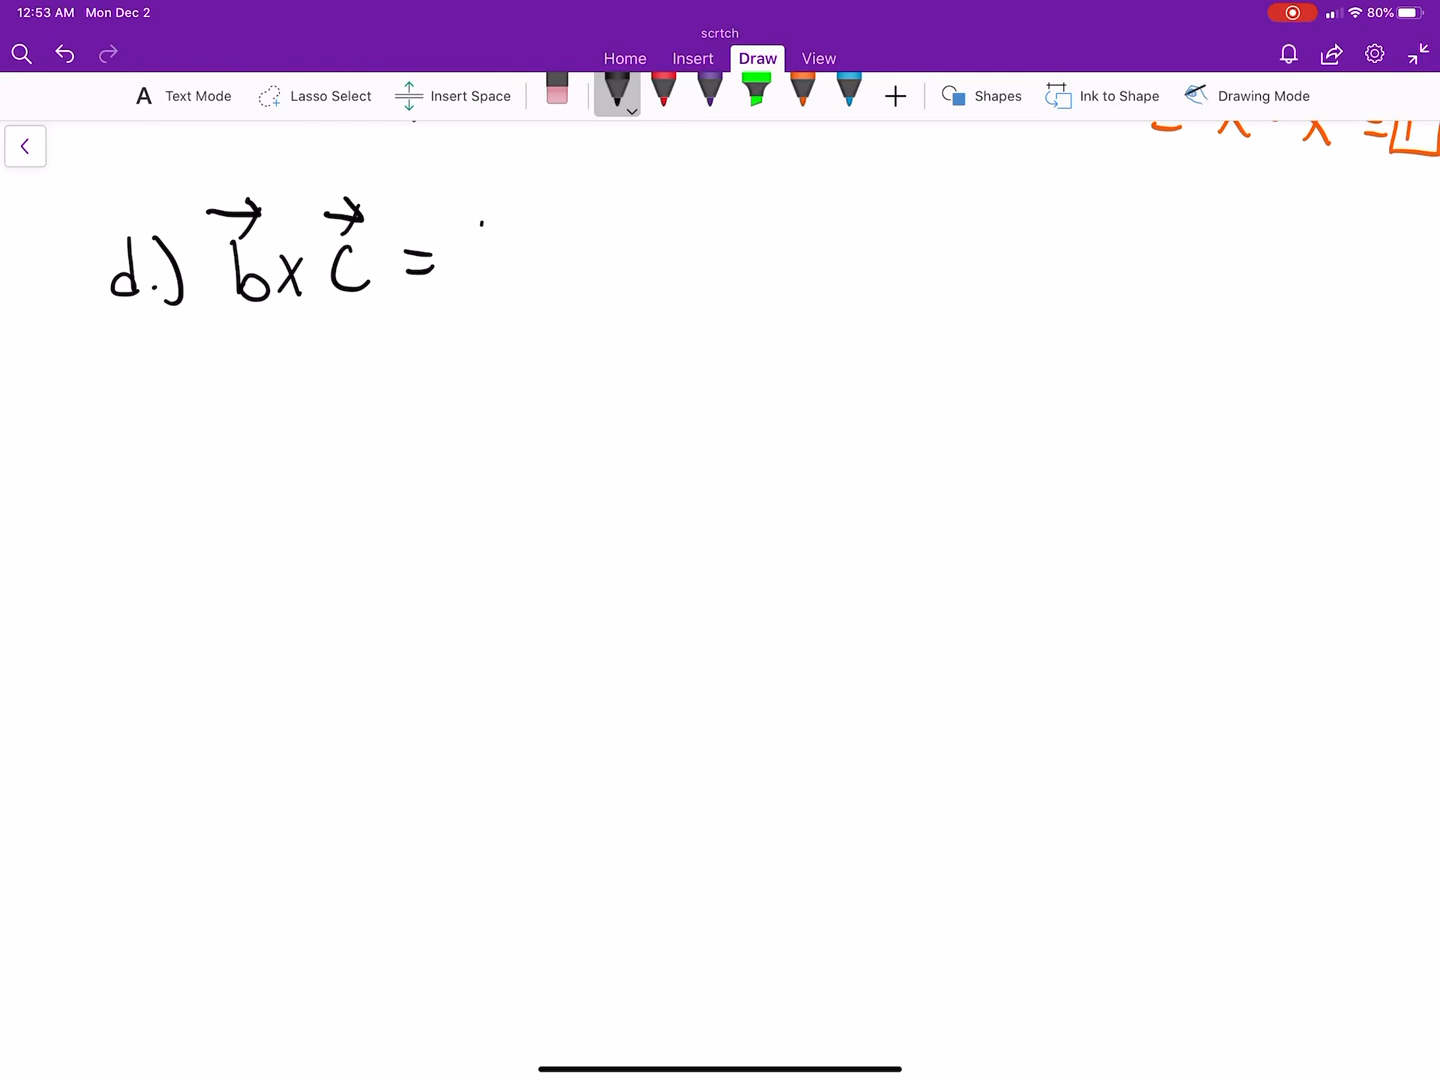 12:53 AM Mon Dec 2
80%
scrtch
Home Insert Draw View
A Text Mode Lasso Select Insert Space Shapes Ink to Shape Drawing Mode
d.) b⃗ x c⃗ =